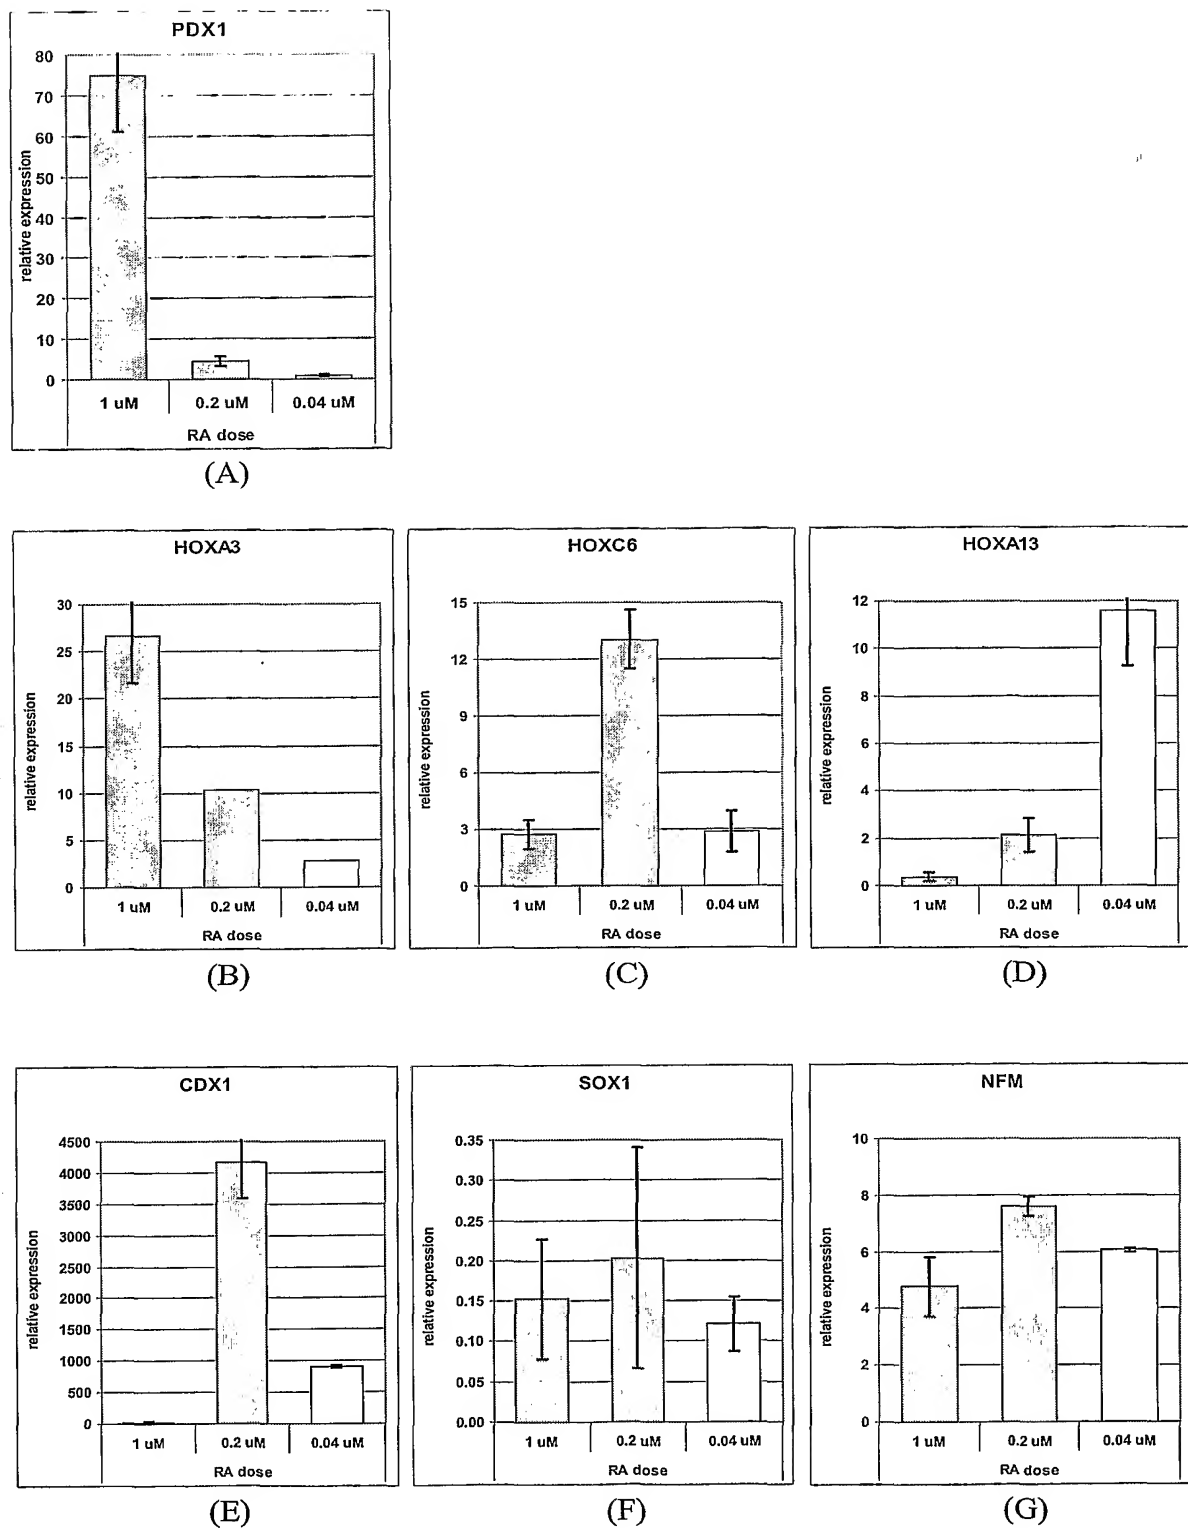 PDX1
80
70
60
50
40
30
20
10
0
relative expression
1 uM 0.2 uM 0.04 uM
RA dose
(A)
HOXA3
30
25
20
15
10
5
0
relative expression
1 uM 0.2 uM 0.04 uM
RA dose
(B)
HOXC6
15
12
9
6
3
0
relative expression
1 uM 0.2 uM 0.04 uM
RA dose
(C)
HOXA13
12
10
8
6
4
2
0
relative expression
1 uM 0.2 uM 0.04 uM
RA dose
(D)
CDX1
4500
4000
3500
3000
2500
2000
1500
1000
500
0
relative expression
1 uM 0.2 uM 0.04 uM
RA dose
(E)
SOX1
0.35
0.30
0.25
0.20
0.15
0.10
0.05
0.00
relative expression
1 uM 0.2 uM 0.04 uM
RA dose
(F)
NFM
10
8
6
4
2
0
relative expression
1 uM 0.2 uM 0.04 uM
RA dose
(G)